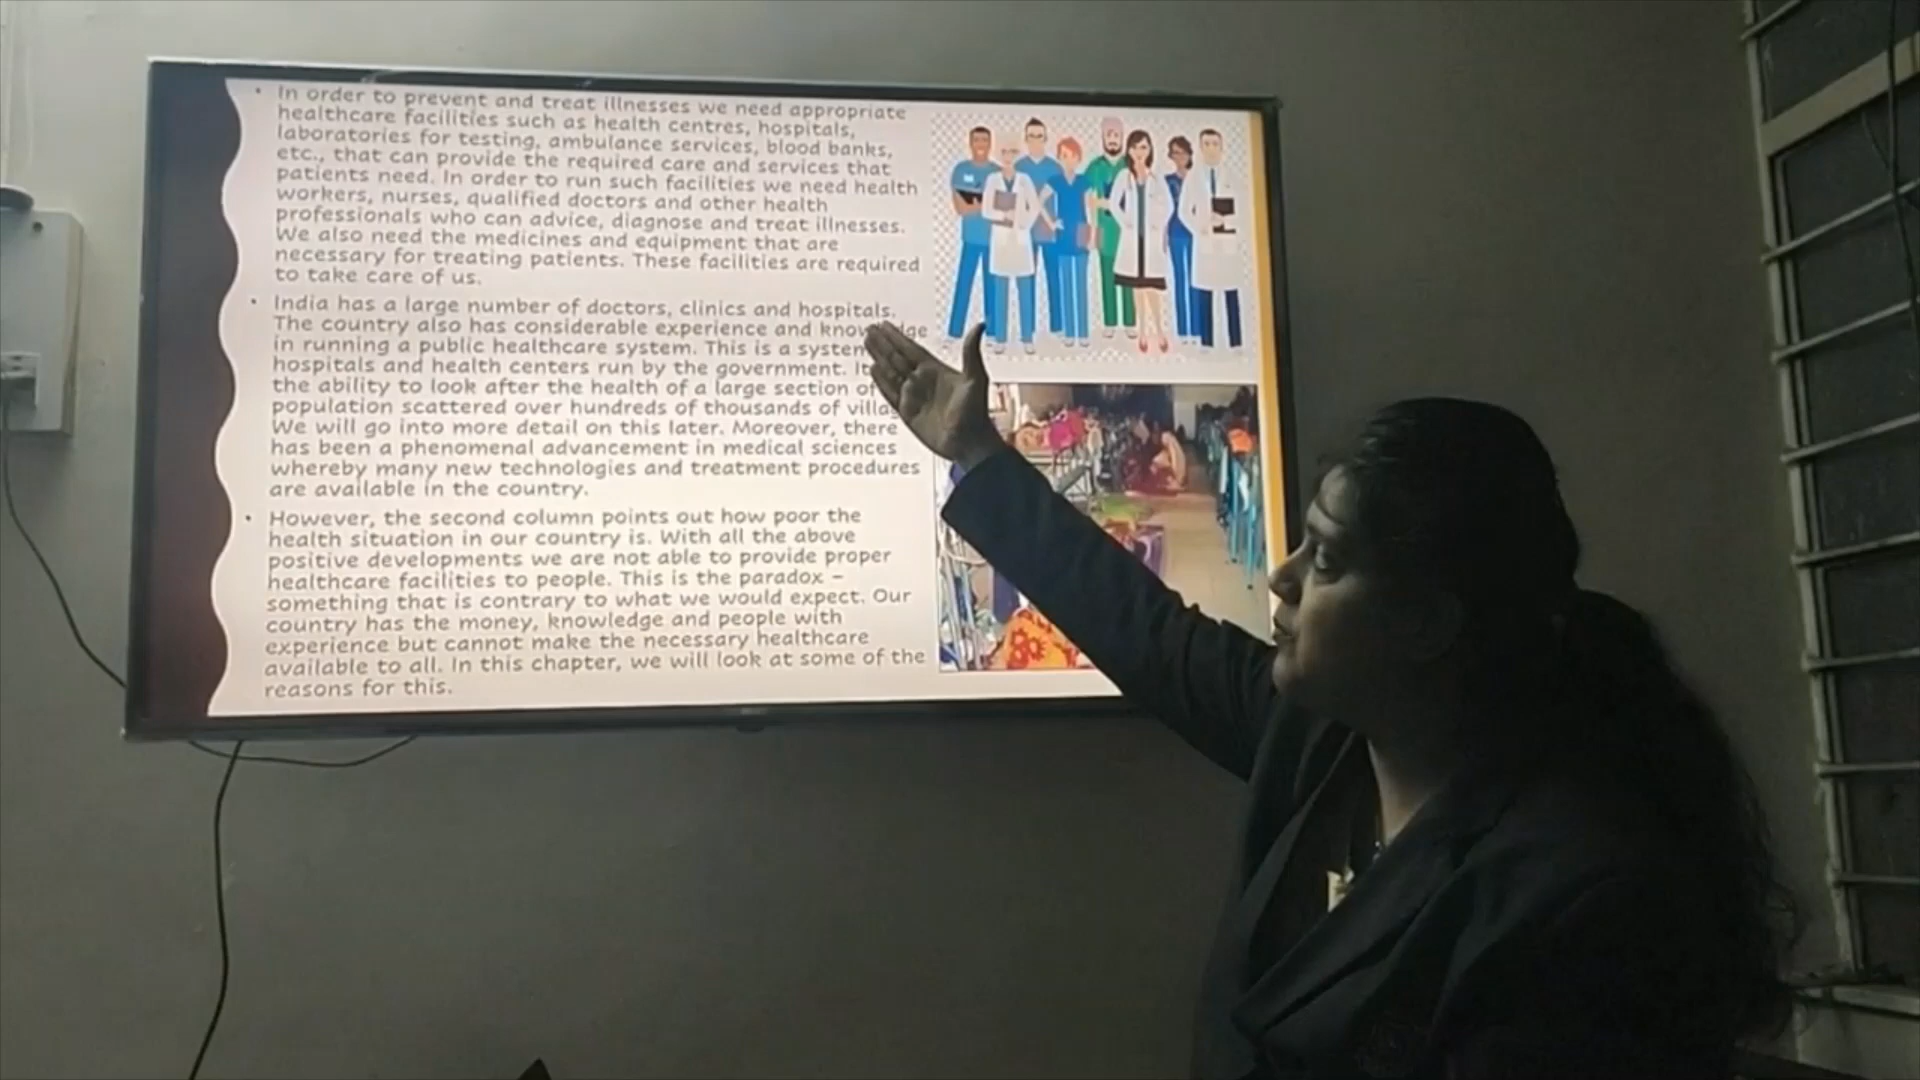 In order to prevent and treat illnesses we need appropriate
healthcare facilities such as health centres, hospitals,
laboratories for testing, ambulance services, blood banks,
etc., that can provide the required care and services that
patients need. In order to run such facilities we need health
workers, nurses, qualified doctors and other health
professionals who can advice, diagnose and treat illnesses.
We also need the medicines and equipment that are
necessary for treating patients. These facilities are required
to take care of us.
India has a large number of doctors, clinics and hospitals.
The country also has considerable experience and knowledge
in running a public healthcare system. This is a system
hospitals and health centers run by the government. It
the ability to look after the health of a large section of
population scattered over hundreds of thousands of
We will go into more detail on this later. Moreover, there
has been a phenomenal advancement in medical sciences
whereby many new technologies and treatment procedures
are available in the country.
However, the second column points out how poor the
health situation in our country is. With all the above
positive developments we are not able to provide proper
healthcare facilities to people. This is the paradox –
something that is contrary to what we would expect. Our
country has the money, knowledge and people with
experience but cannot make the necessary healthcare
available to all. In this chapter, we will look at some of the
reasons for this.